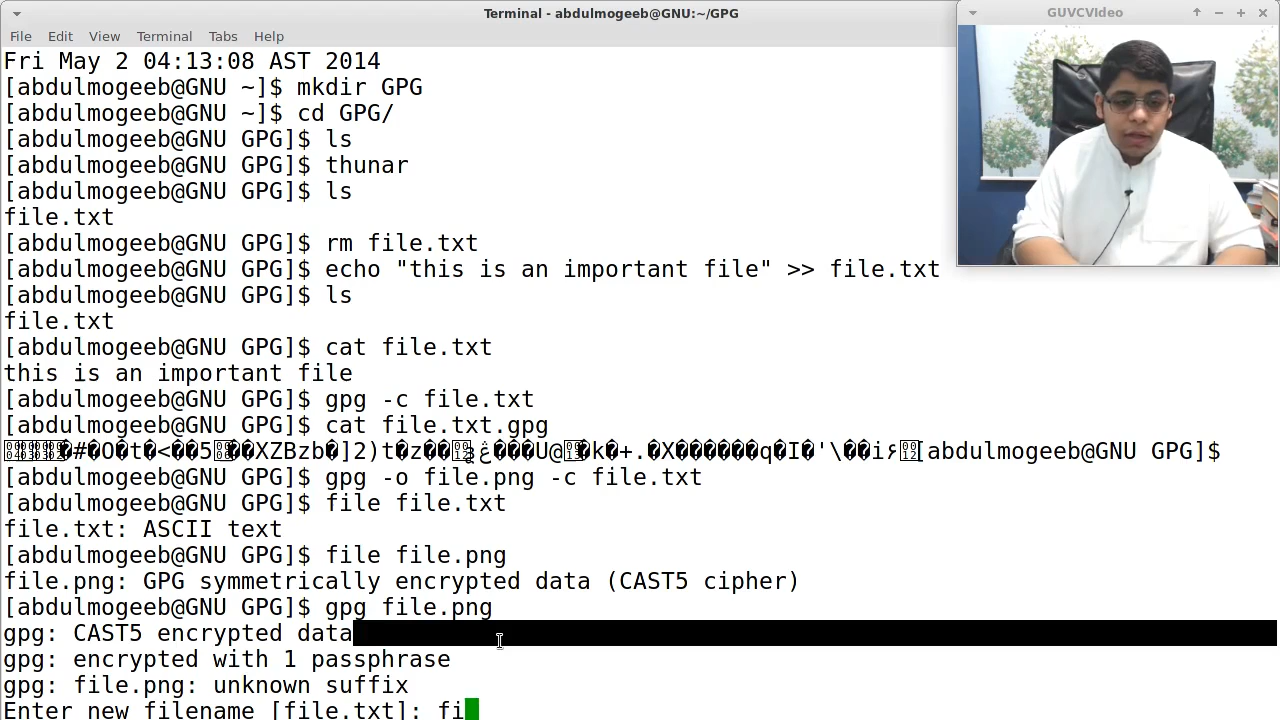 Terminal - abdulmogeeb@GNU:~/GPG
GUVCVIdeo
File Edit View Terminal Tabs Help
Fri May 2 04:13:08 AST 2014
[abdulmogeeb@GNU ~]$ mkdir GPG
[abdulmogeeb@GNU ~]$ cd GPG/
[abdulmogeeb@GNU GPG]$ ls
[abdulmogeeb@GNU GPG]$ thunar
[abdulmogeeb@GNU GPG]$ ls
file.txt
[abdulmogeeb@GNU GPG]$ rm file.txt
[abdulmogeeb@GNU GPG]$ echo "this is an important file" >> file.txt
[abdulmogeeb@GNU GPG]$ ls
file.txt
[abdulmogeeb@GNU GPG]$ cat file.txt
this is an important file
[abdulmogeeb@GNU GPG]$ gpg -c file.txt
[abdulmogeeb@GNU GPG]$ cat file.txt.gpg
[abdulmogeeb@GNU GPG]$
[abdulmogeeb@GNU GPG]$ gpg -o file.png -c file.txt
[abdulmogeeb@GNU GPG]$ file file.txt
file.txt: ASCII text
[abdulmogeeb@GNU GPG]$ file file.png
file.png: GPG symmetrically encrypted data (CAST5 cipher)
[abdulmogeeb@GNU GPG]$ gpg file.png
gpg: CAST5 encrypted data
gpg: encrypted with 1 passphrase
gpg: file.png: unknown suffix
Enter new filename [file.txt]: fi